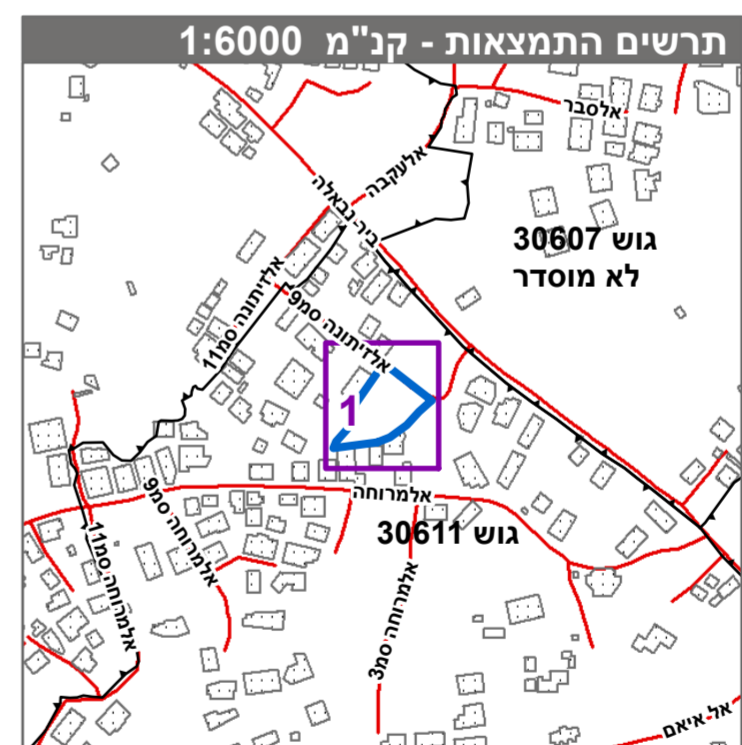 תרשים התמצאות - קנ"מ 1:6000
אלסבר
אלעקבה
ביר נבאלה
גוש 30607
לא מוסדר
אלזיתונה סמ11
אלזיתונה סמ9
1
אלמרוחה
גוש 30611
אלמרוחה סמ9
אלמרוחה סמ11
אלמרוחה סמ3
אל איאם